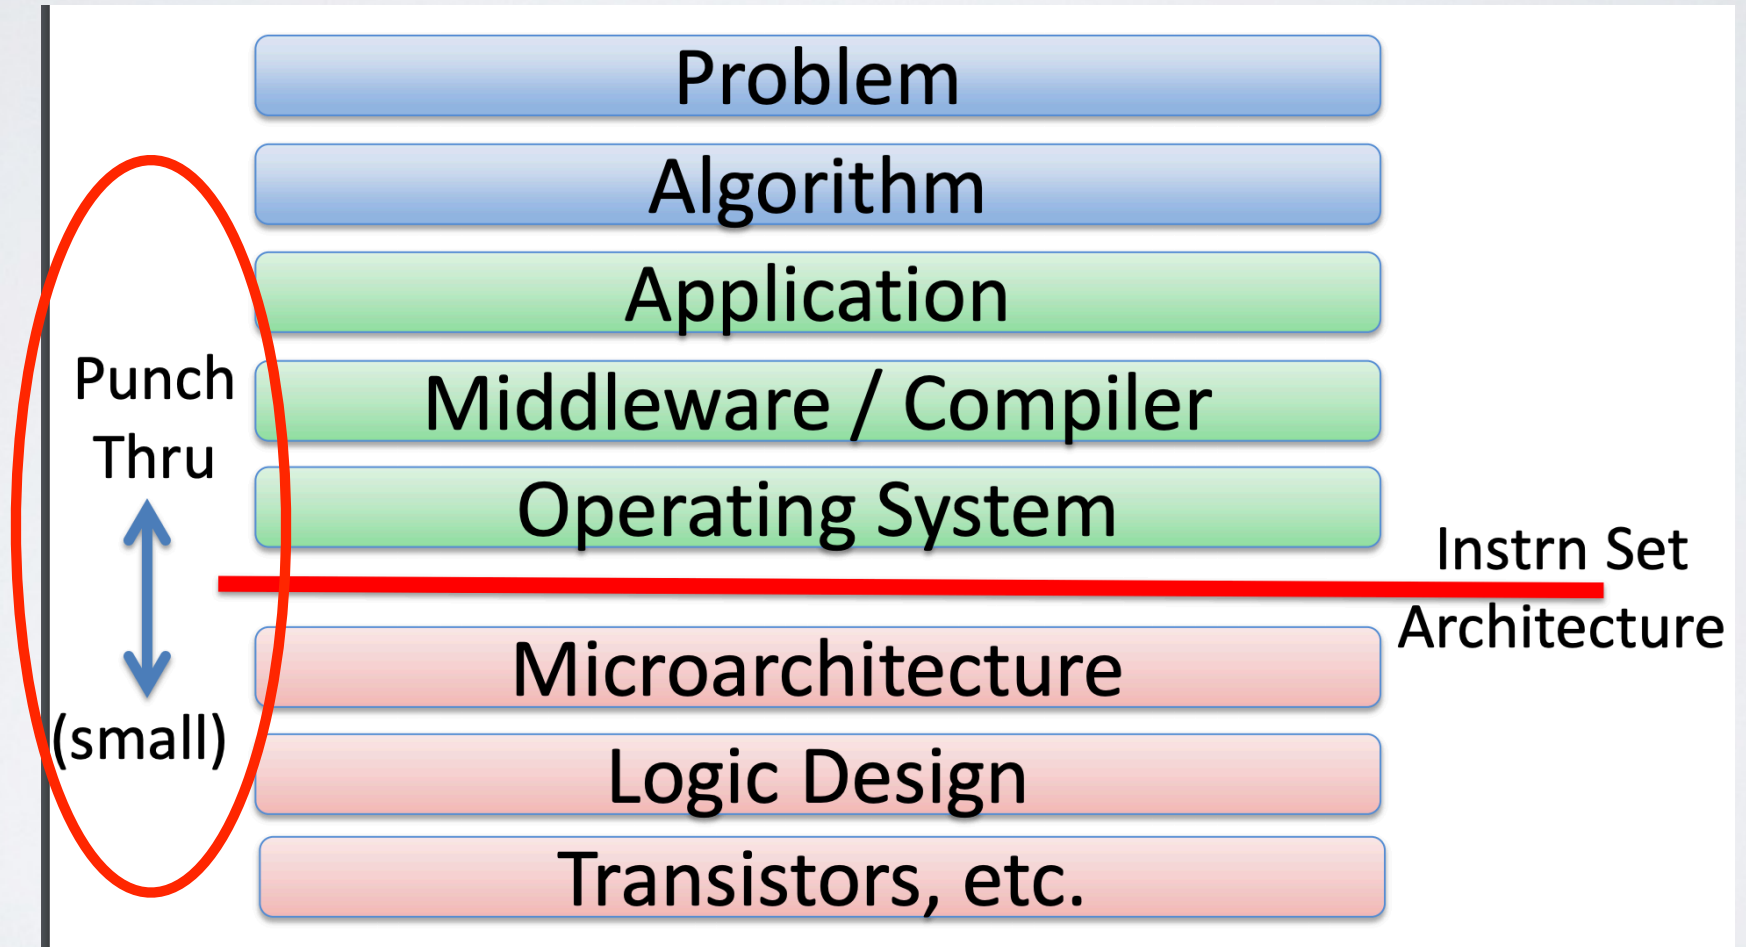 Problem
Algorithm
Application
Punch
Thru
(small)
Middleware / Compiler
Operating System
Instrn Set
Architecture
Microarchitecture
Logic Design
Transistors, etc.